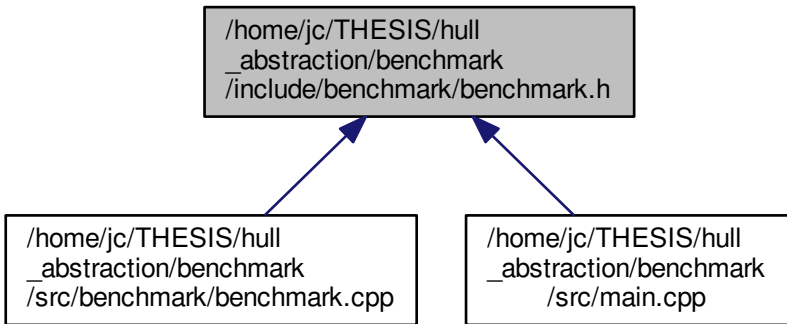 /home/jc/THESIS/hull
_abstraction/benchmark
/include/benchmark/benchmark.h
/home/jc/THESIS/hull
_abstraction/benchmark
/src/benchmark/benchmark.cpp
/home/jc/THESIS/hull
_abstraction/benchmark
/src/main.cpp